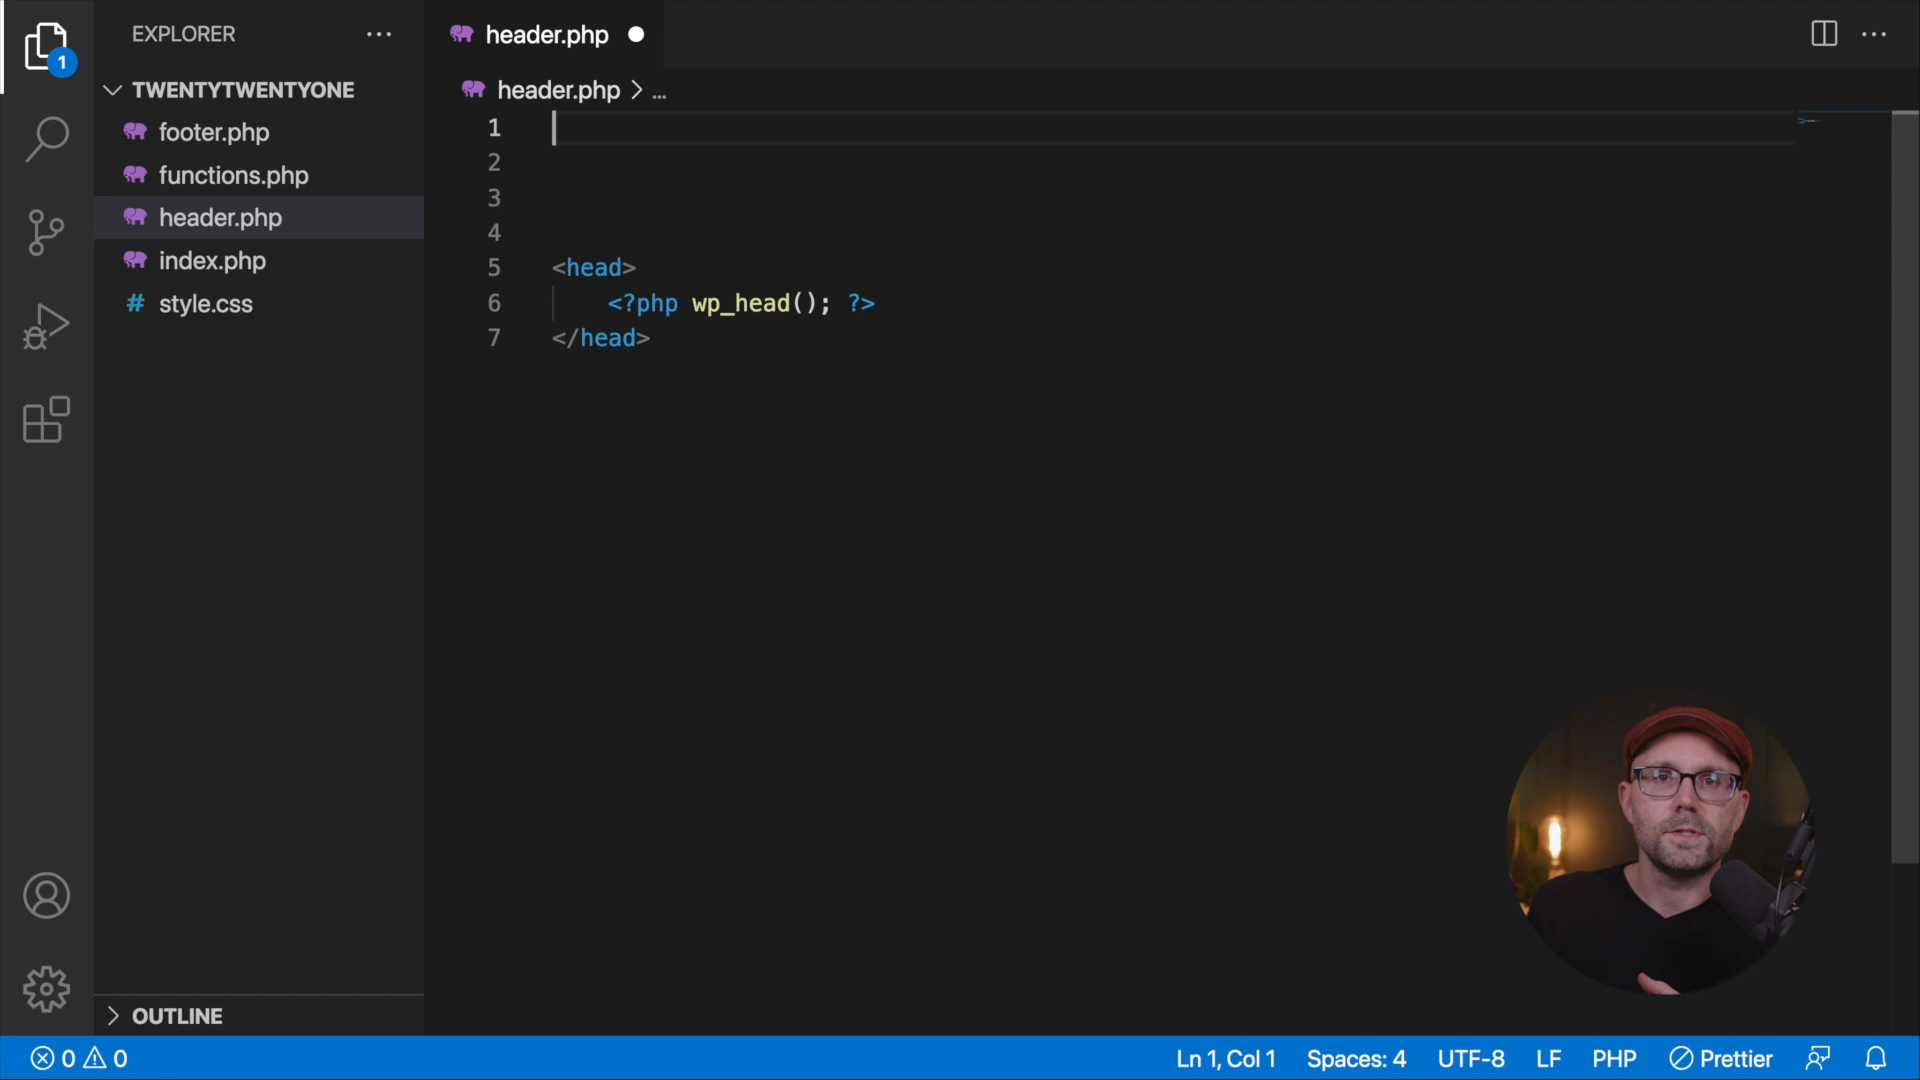 EXPLORER
1
TWENTYTWENTYONE
footer.php
functions.php
header.php
index.php
# style.css
OUTLINE
header.php
header.php > ...
1
2
3
4
5 <head>
6 <?php wp_head(); ?>
7 </head>
0 0
Ln 1, Col 1 Spaces: 4 UTF-8 LF PHP Prettier